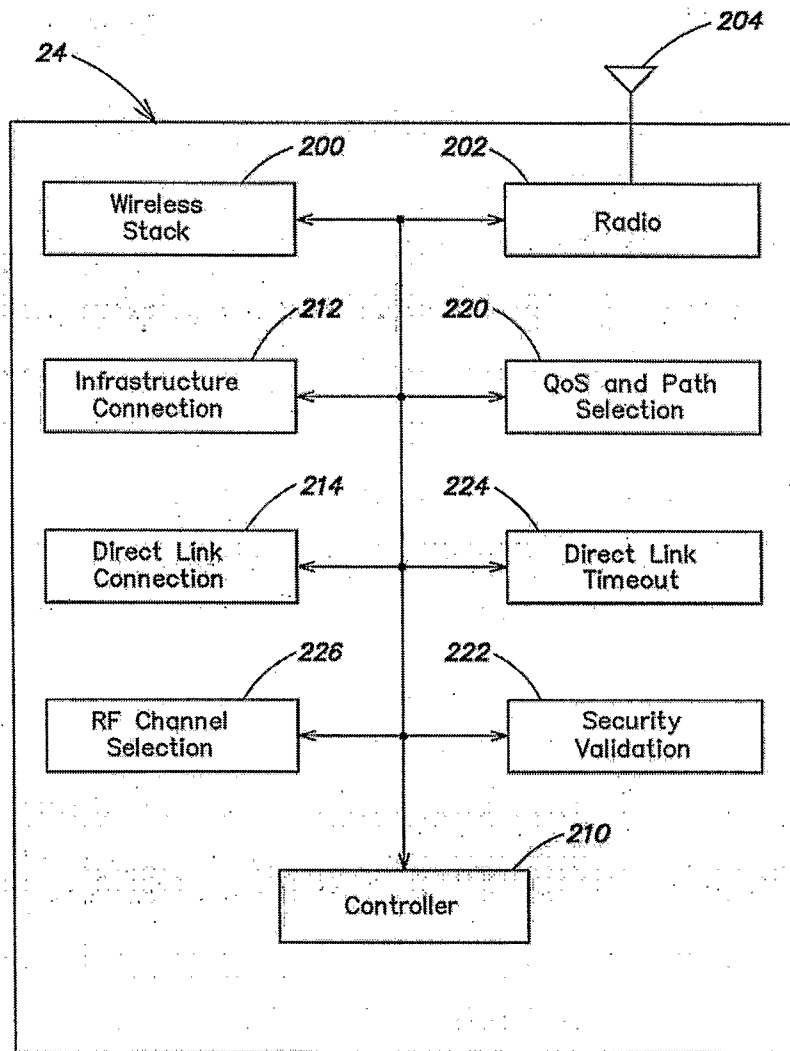 204
24
200
202
Wireless
Stack
Radio
212
220
Infrastructure
Connection
QoS and Path
Selection
214
224
Direct Link
Connection
Direct Link
Timeout
226
222
RF Channel
Selection
Security
Validation
210
Controller